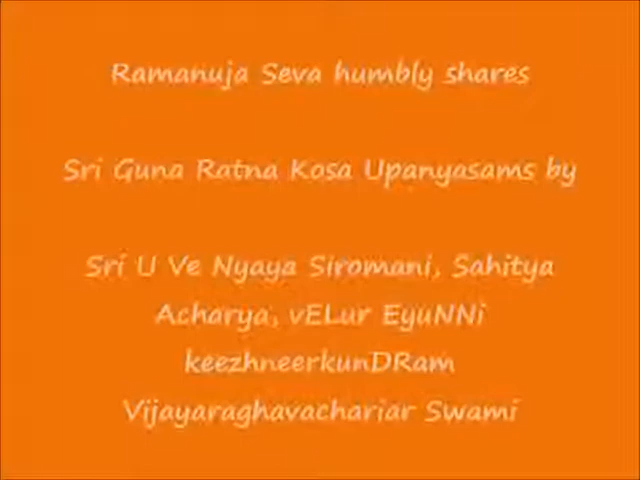 Ramanuja Seva humbly shares
Sri Guna Ratna Kosa Upanyasams by
Sri U Ve Nyaya Siromani, Sahitya
Acharya, vELur EyuNNi
keezhneerkunDRam
Vijayaraghavachariar Swami